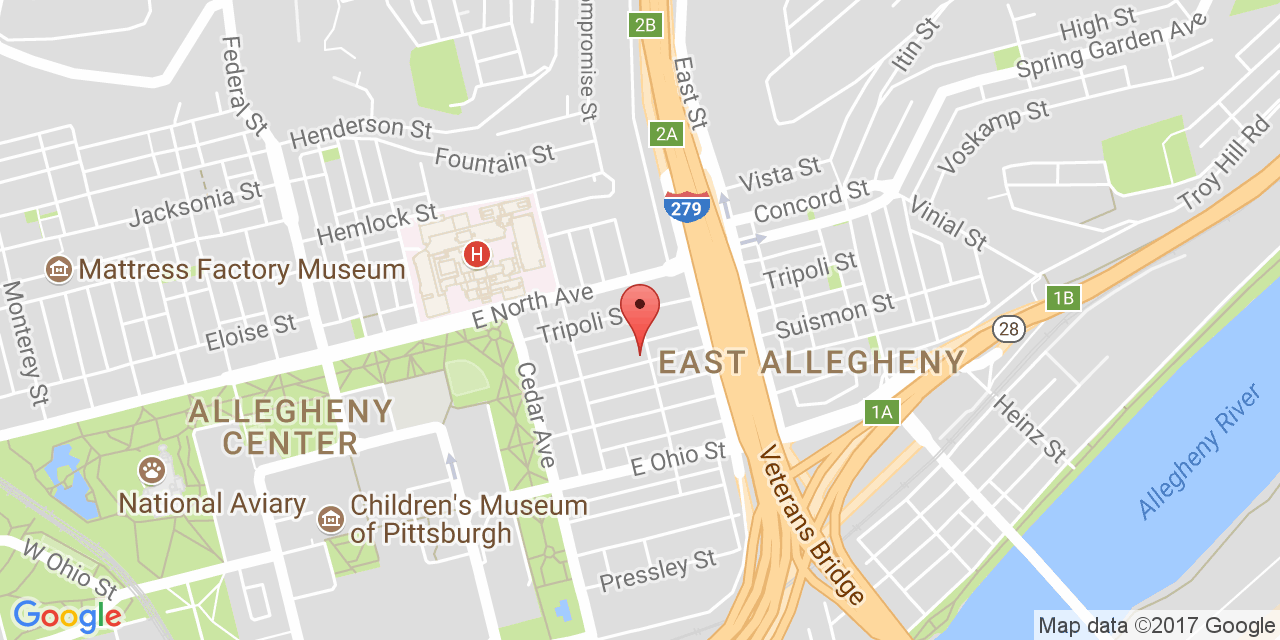 2B
Compromise St
High St
Itin St
Spring Garden Ave
Federal St
East St
Henderson St
2A
Voskamp St
Troy Hill Rd
Fountain St
Vista St
Jacksonia St
Concord St
279
Hemlock St
Vinial St
H
Mattress Factory Museum
Tripoli St
Monterey St
E North Ave
1B
Eloise St
Tripoli St
Suismon St
28
EAST ALLEGHENY
Cedar Ave
ALLEGHENY
CENTER
1A
Heinz St
Allegheny River
E Ohio St
National Aviary
Children's Museum
of Pittsburgh
Veterans Bridge
W Ohio St
Pressley St
Google
Map data ©2017 Google